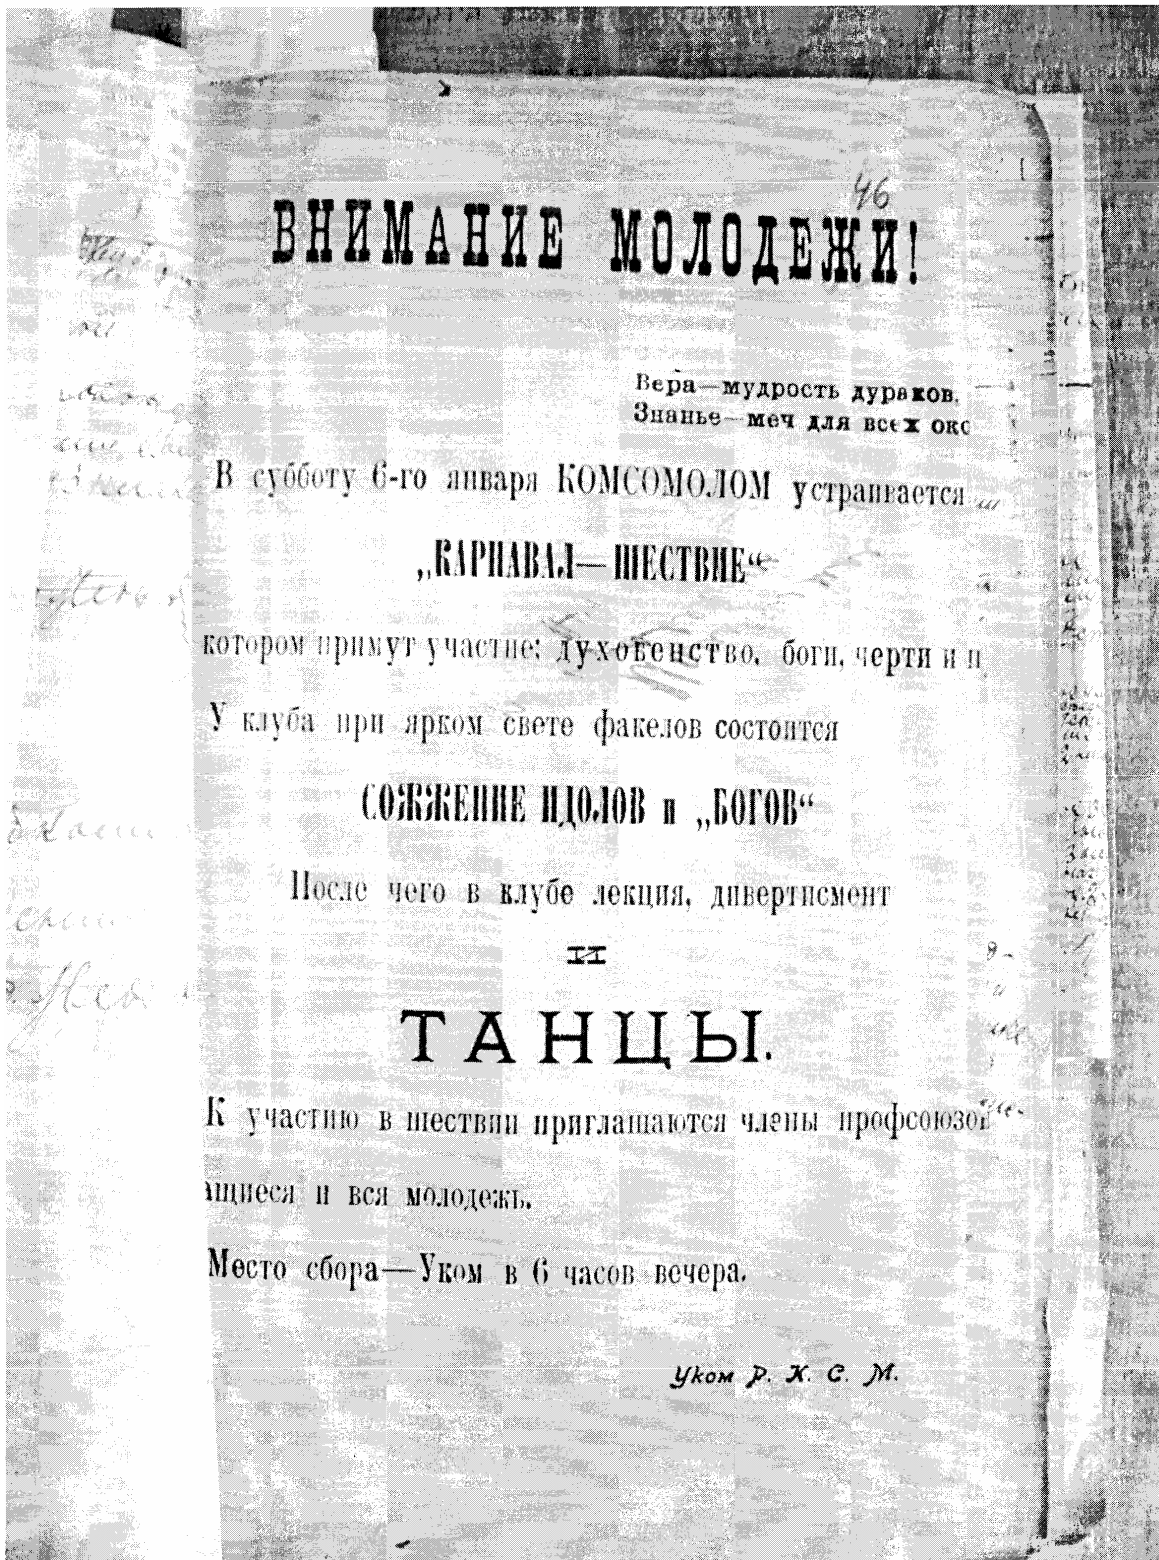 46
ВНИМАНИЕ МОЛОДЕЖИ!
Вера—мудрость дураков.
Знанье—меч для всех
В субботу 6-го января КОМСОМОЛОМ устраивается
„КАРНАВАЛ—ШЕСТВИЕ“
котором примут участие: духовенство, боги, черти и
У клуба при ярком свете факелов состоится
СОЖЖЕНИЕ ИДОЛОВ и „БОГОВ“
После чего в клубе лекция, дивертисмент
и
ТАНЦЫ.
К участию в шествии приглашаются члены профсоюзов
щиеся и вся молодежь.
Место сбора—Уком в 6 часов вечера.
Уком Р. К. С. М.